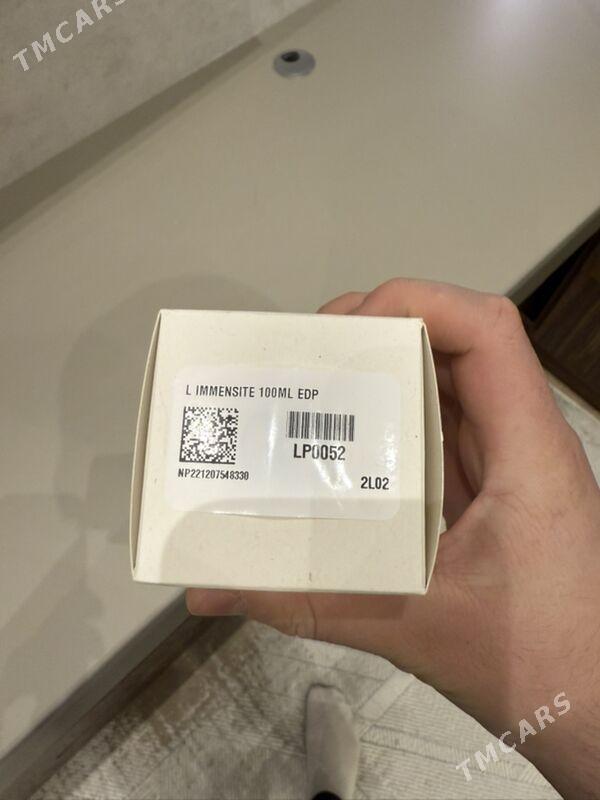 TMCARS
L IMMENSITE 100ML EDP
LP0052
NP221207548330
2L02
TMCARS